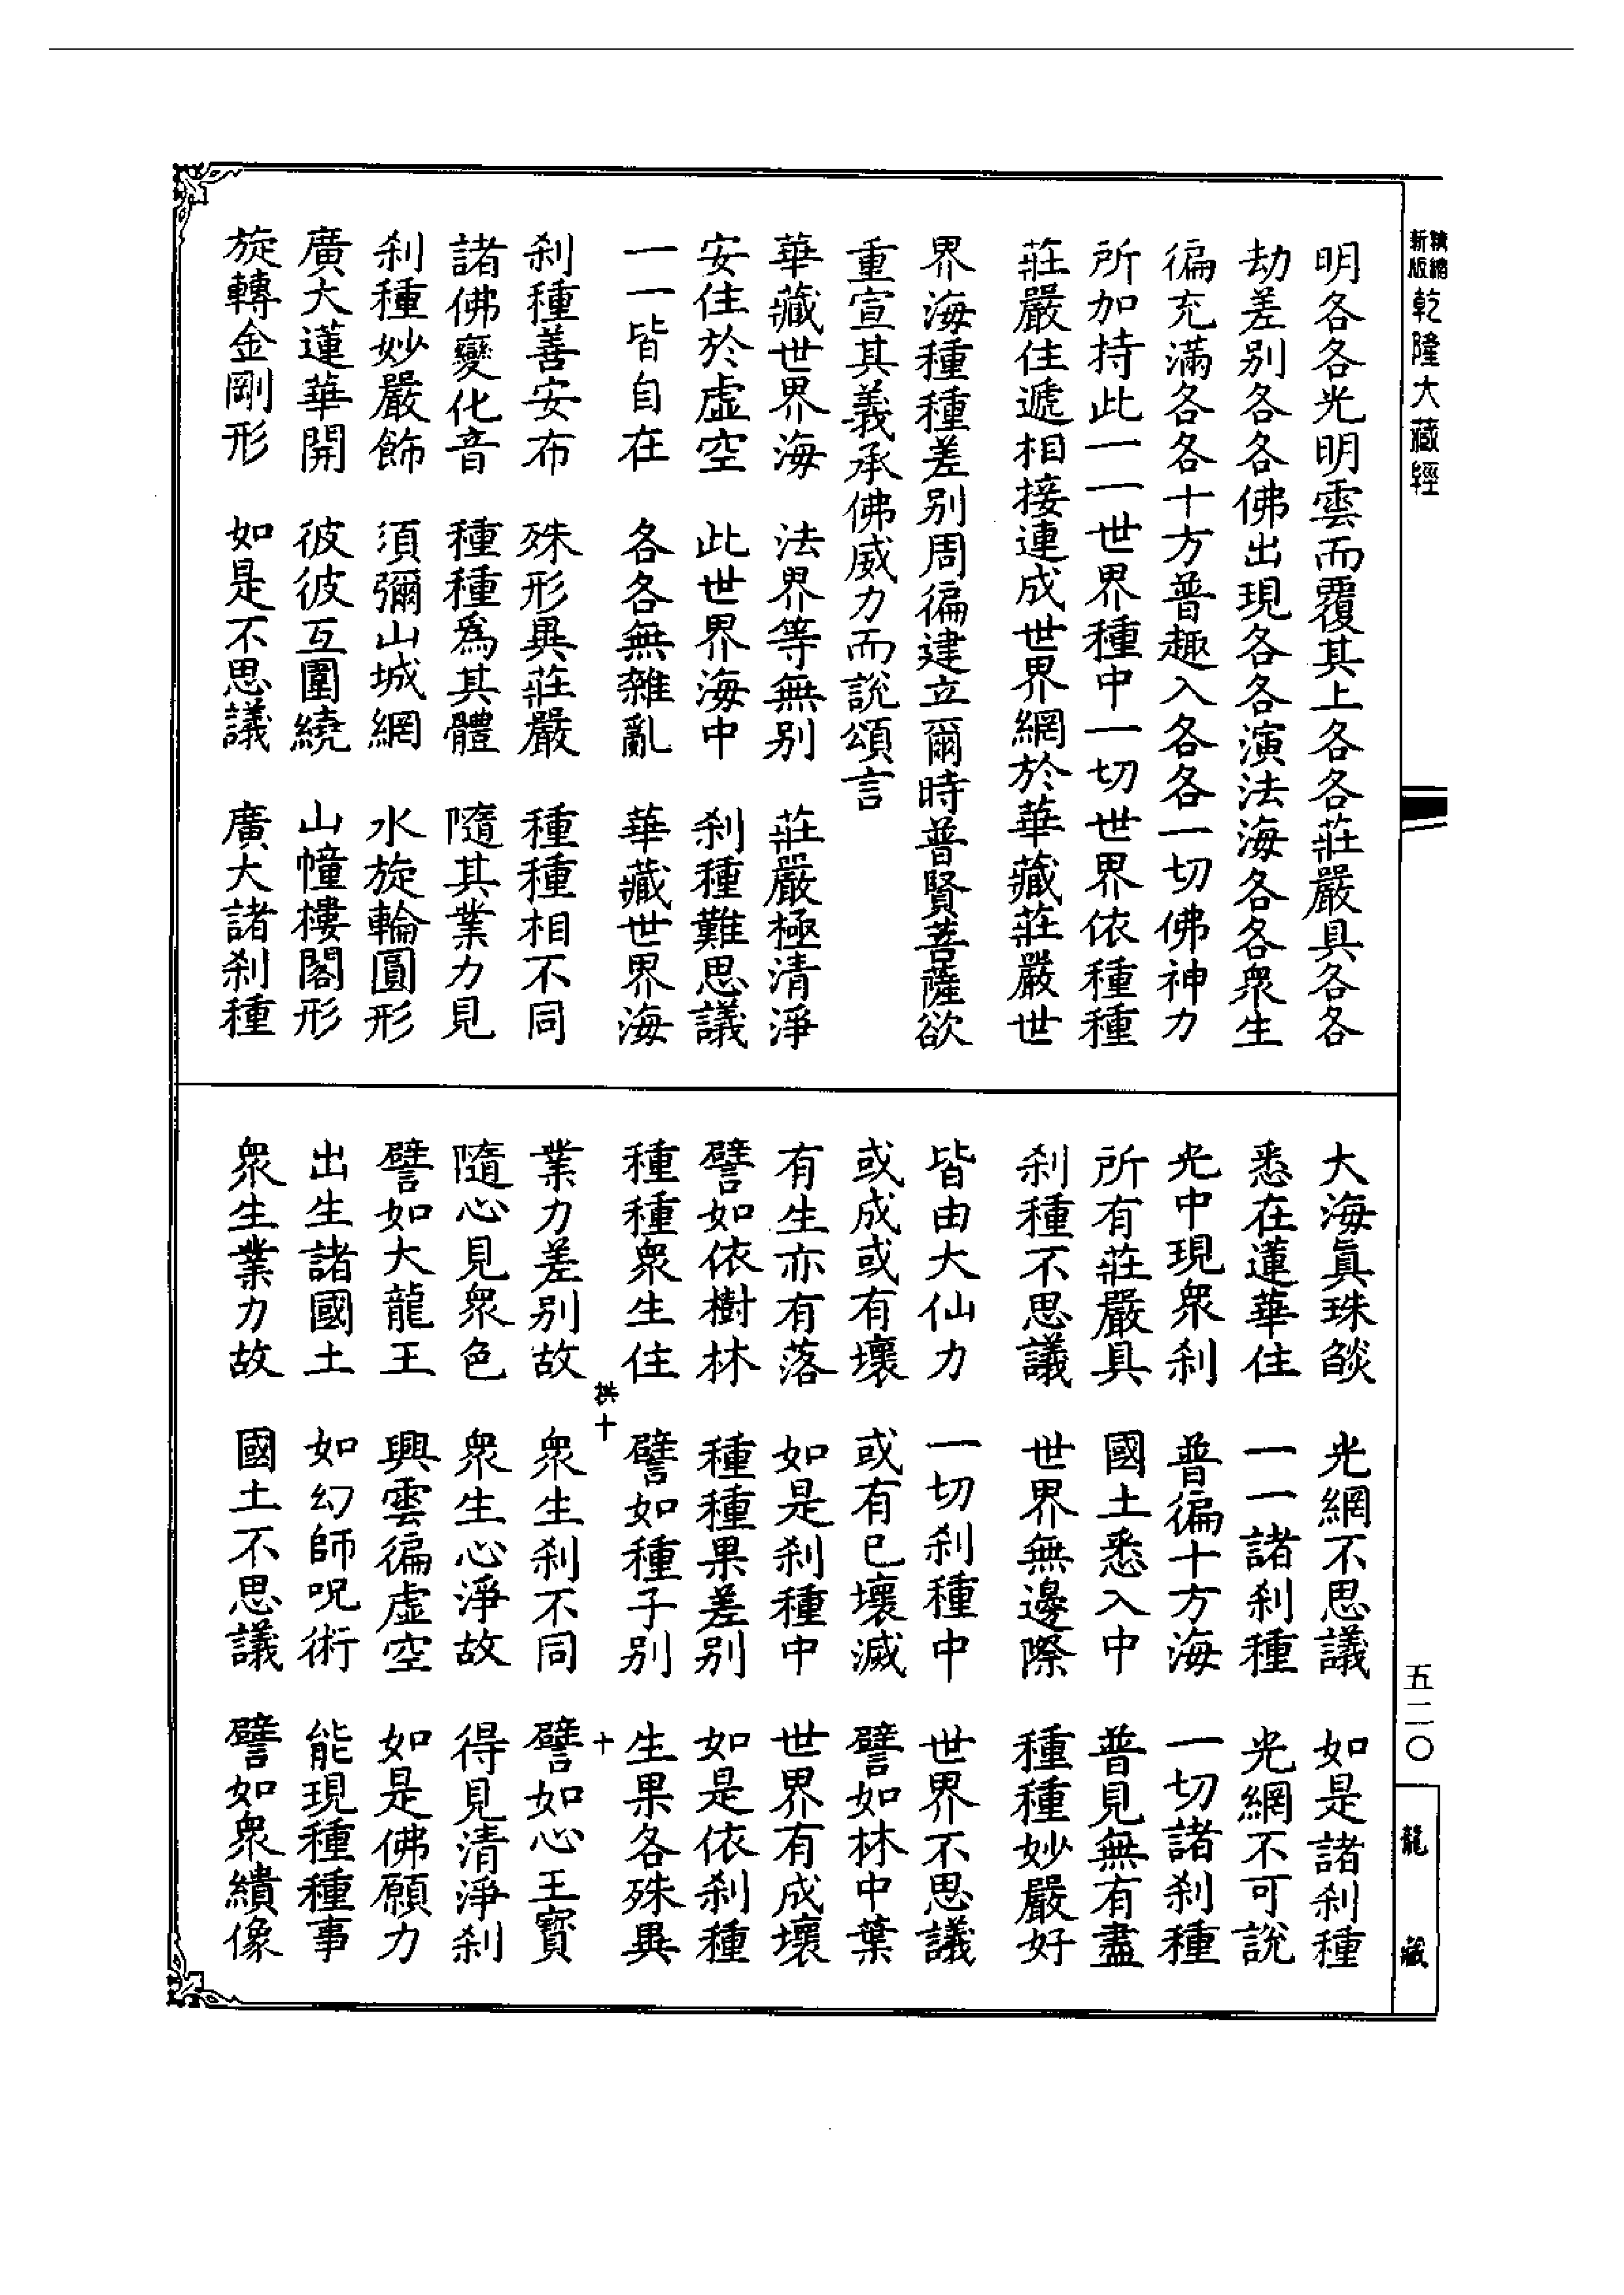 新版精縮乾隆大藏經
明各各光明雲而覆其上各各莊嚴具各各
劫差別各各佛出現各各演法海各各衆生
徧充滿各各十方普趣入各各一切佛神力
所加持此一一世界種中一切世界依種種
莊嚴住遞相接連成世界網於華藏莊嚴世
界海種種差別周徧建立爾時普賢菩薩欲
重宣其義承佛威力而說頌言
華藏世界海　法界等無別　莊嚴極清淨
安住於虛空　此世界海中　刹種難思議
一一皆自在　各各無雜亂　華藏世界海
刹種善安布　殊形異莊嚴　種種相不同
諸佛變化音　種種爲其體　隨其業力見
刹種妙嚴飾　須彌山城網　水旋輪圓形
廣大蓮華開　彼彼互圍繞　山幢樓閣形
旋轉金剛形　如是不思議　廣大諸刹種
大海眞珠燄　光網不思議　如是諸刹種
悉在蓮華住　一一諸刹種　光網不可說
光中現衆刹　普徧十方海　一切諸刹種
所有莊嚴具　國土悉入中　普見無有盡
刹種不思議　世界無邊際　種種妙嚴好
皆由大仙力　一切刹種中　世界不思議
或成或有壞　或有已壞滅　譬如林中葉
有生亦有落　如是刹種中　世界有成壞
譬如依樹林　種種果差別　如是依刹種
種種衆生住　譬如種子別　生果各殊異
拱十　十
業力差別故　衆生刹不同　譬如心王寶
隨心見衆色　衆生心淨故　得見清淨刹
譬如大龍王　興雲徧虛空　如是佛願力
出生諸國土　如幻師呪術　能現種種事
衆生業力故　國土不思議　譬如衆繢像
五二〇
龍藏